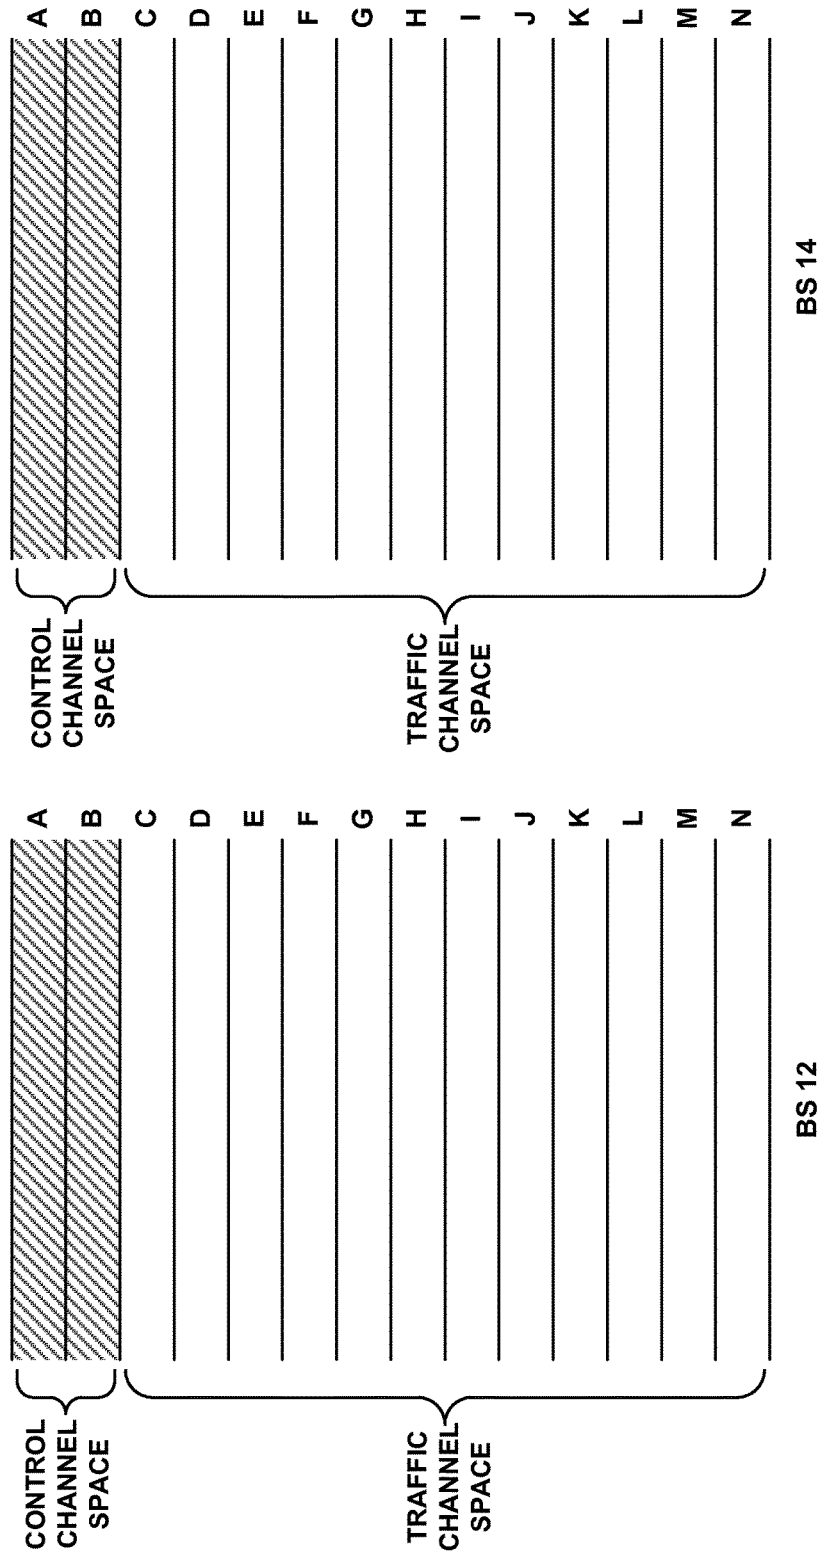 CONTROL
CHANNEL
SPACE
TRAFFIC
CHANNEL
SPACE
A
B
C
D
E
F
G
H
I
J
K
L
M
N
BS 12
CONTROL
CHANNEL
SPACE
TRAFFIC
CHANNEL
SPACE
A
B
C
D
E
F
G
H
I
J
K
L
M
N
BS 14